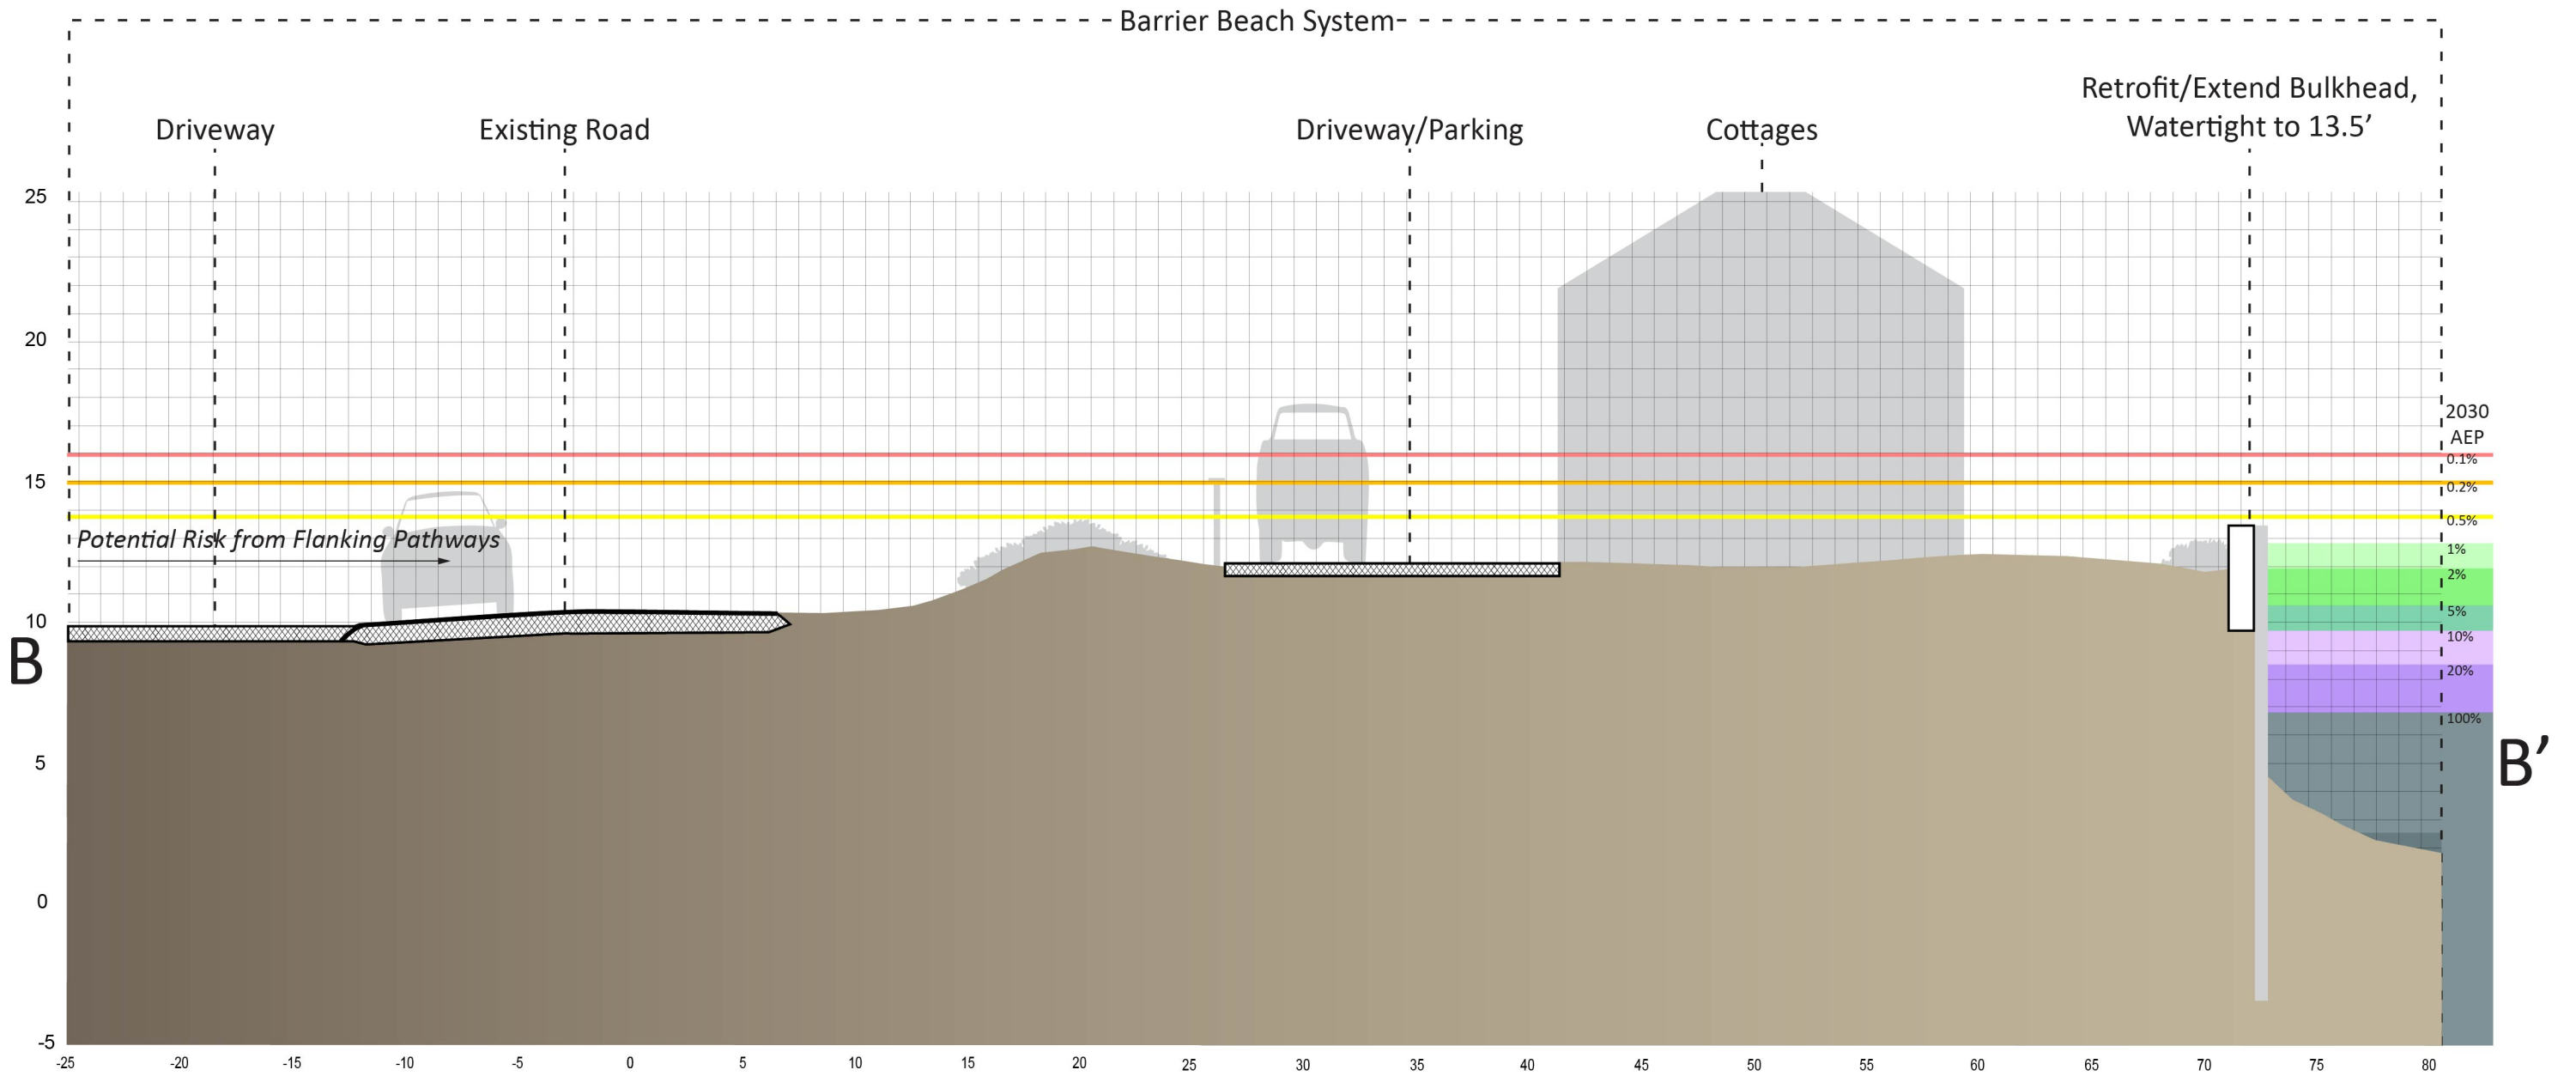 Barrier Beach System
Retrofit/Extend Bulkhead,
Watertight to 13.5’
Driveway
Existing Road
Driveway/Parking
Cottages
25
20
2030
AEP
0.1%
15
0.2%
0.5%
Potential Risk from Flanking Pathways
1%
2%
5%
10
10%
B
20%
100%
5
B’
0
-5
-25 -20 -15 -10 -5 0 5 10 15 20 25 30 35 40 45 50 55 60 65 70 75 80